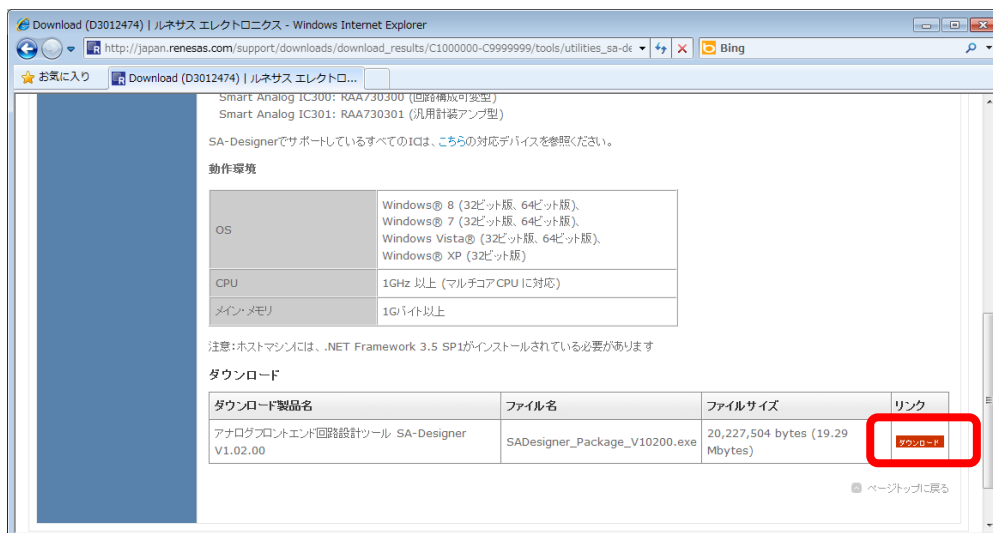 Download (D3012474) | ルネサス エレクトロニクス - Windows Internet Explorer
http://japan.renesas.com/support/downloads/download_results/C1000000-C9999999/tools/utilities_sa-de
Bing
お気に入り
Download (D3012474) | ルネサス エレクトロ...
Smart Analog IC300: RAA730300 (回路構成可変型)
Smart Analog IC301: RAA730301 (汎用計装アンプ型)
SA-DesignerでサポートしているすべてのICは、こちらの対応デバイスを参照ください。
動作環境
OS
Windows® 8 (32ビット版、64ビット版)、
Windows® 7 (32ビット版、64ビット版)、
Windows Vista® (32ビット版、64ビット版)、
Windows® XP (32ビット版)
CPU
1GHz 以上 (マルチコアCPU に対応)
メイン・メモリ
1Gバイト以上
注意：ホストマシンには、.NET Framework 3.5 SP1がインストールされている必要があります
ダウンロード
ダウンロード製品名 ファイル名 ファイルサイズ リンク
アナログフロントエンド回路設計ツール SA-Designer
V1.02.00
SADesigner_Package_V10200.exe
20,227,504 bytes (19.29
Mbytes)
ダウンロード
ページトップに戻る